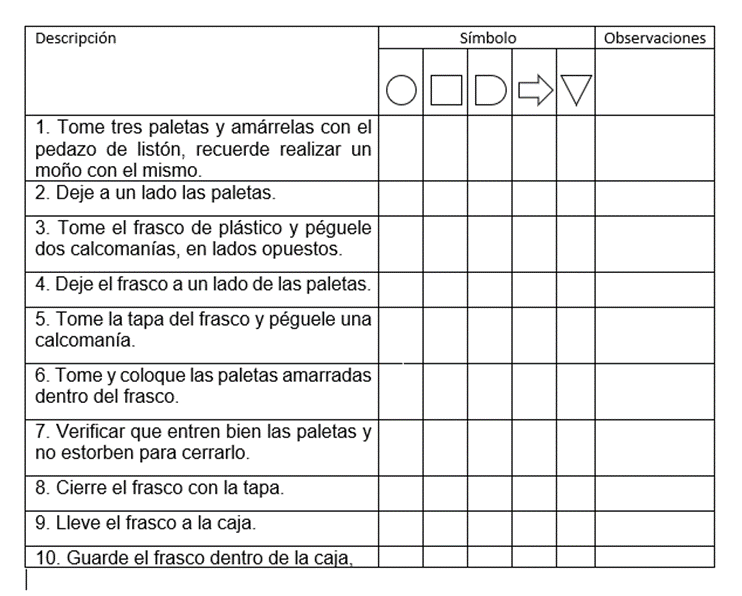 Descripción Símbolo Observaciones
1. Tome tres paletas y amárrelas con el
pedazo de listón, recuerde realizar un
moño con el mismo.
2. Deje a un lado las paletas.
3. Tome el frasco de plástico y péguele
dos calcomanías, en lados opuestos.
4. Deje el frasco a un lado de las paletas.
5. Tome la tapa del frasco y péguele una
calcomanía.
6. Tome y coloque las paletas amarradas
dentro del frasco.
7. Verificar que entren bien las paletas y
no estorben para cerrarlo.
8. Cierre el frasco con la tapa.
9. Lleve el frasco a la caja.
10. Guarde el frasco dentro de la caja,